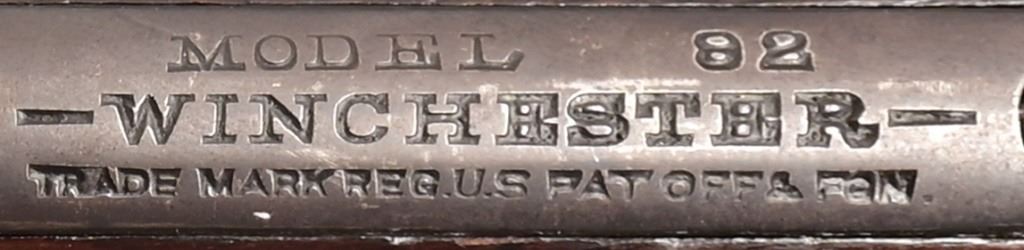 MODEL 92
—WINCHESTER—
TRADE MARK REG. U.S PAT OFF & FGN.